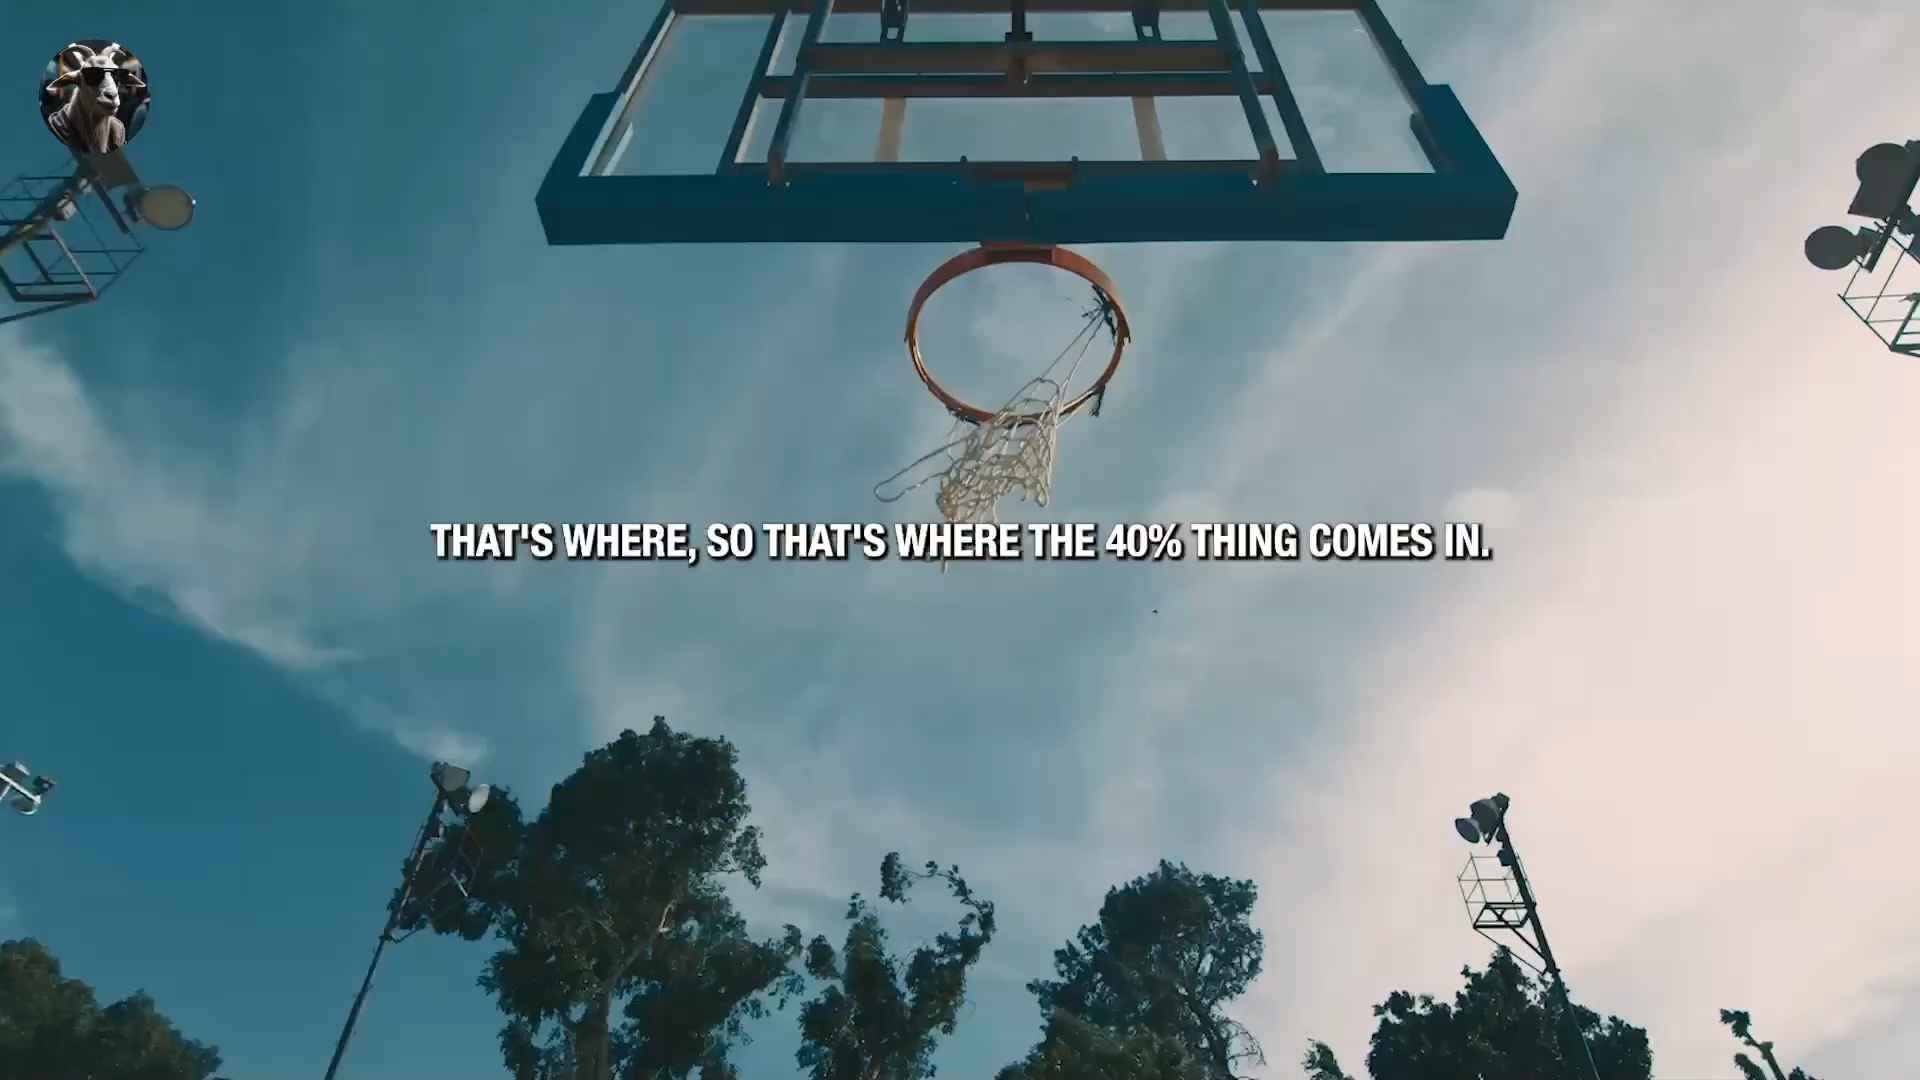 THAT'S WHERE, SO THAT'S WHERE THE 40% THING COMES IN.